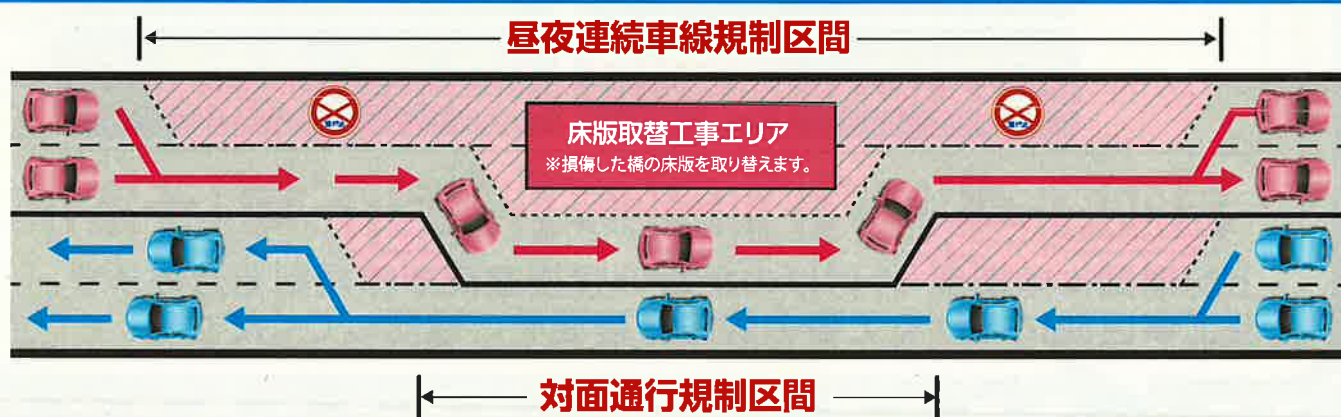 昼夜連続車線規制区間
床版取替工事エリア
※損傷した橋の床版を取り替えます。
対面通行規制区間